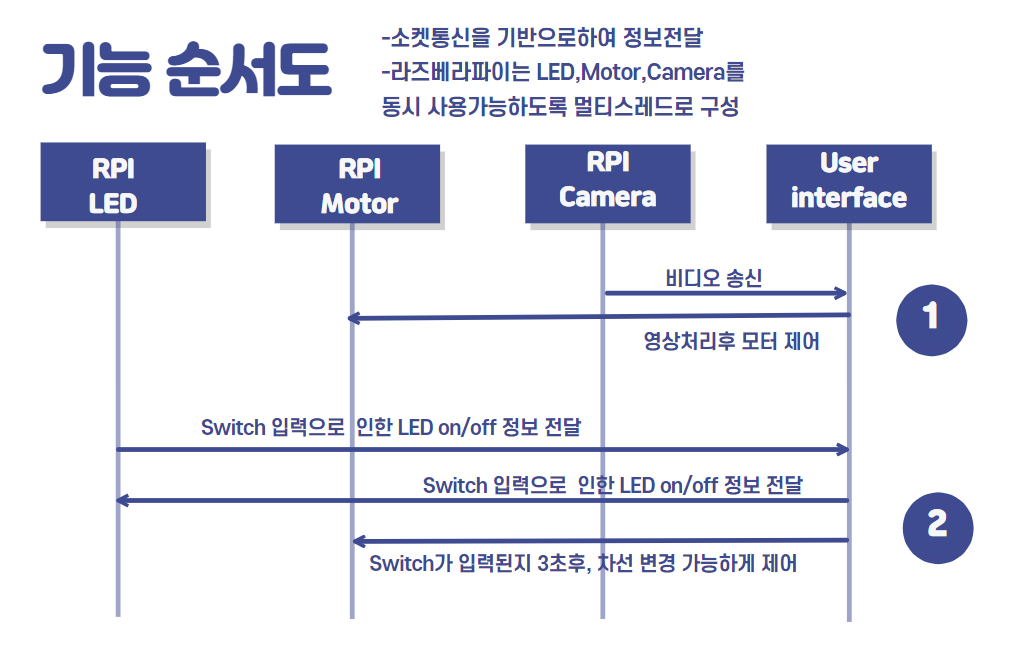 기능 순서도
-소켓통신을 기반으로하여 정보전달
-라즈베라파이는 LED,Motor,Camera를
동시 사용가능하도록 멀티스레드로 구성
RPI
LED
RPI
Motor
RPI
Camera
User
interface
비디오 송신
1
영상처리후 모터 제어
Switch 입력으로 인한 LED on/off 정보 전달
Switch 입력으로 인한 LED on/off 정보 전달
2
Switch가 입력된지 3초후, 차선 변경 가능하게 제어